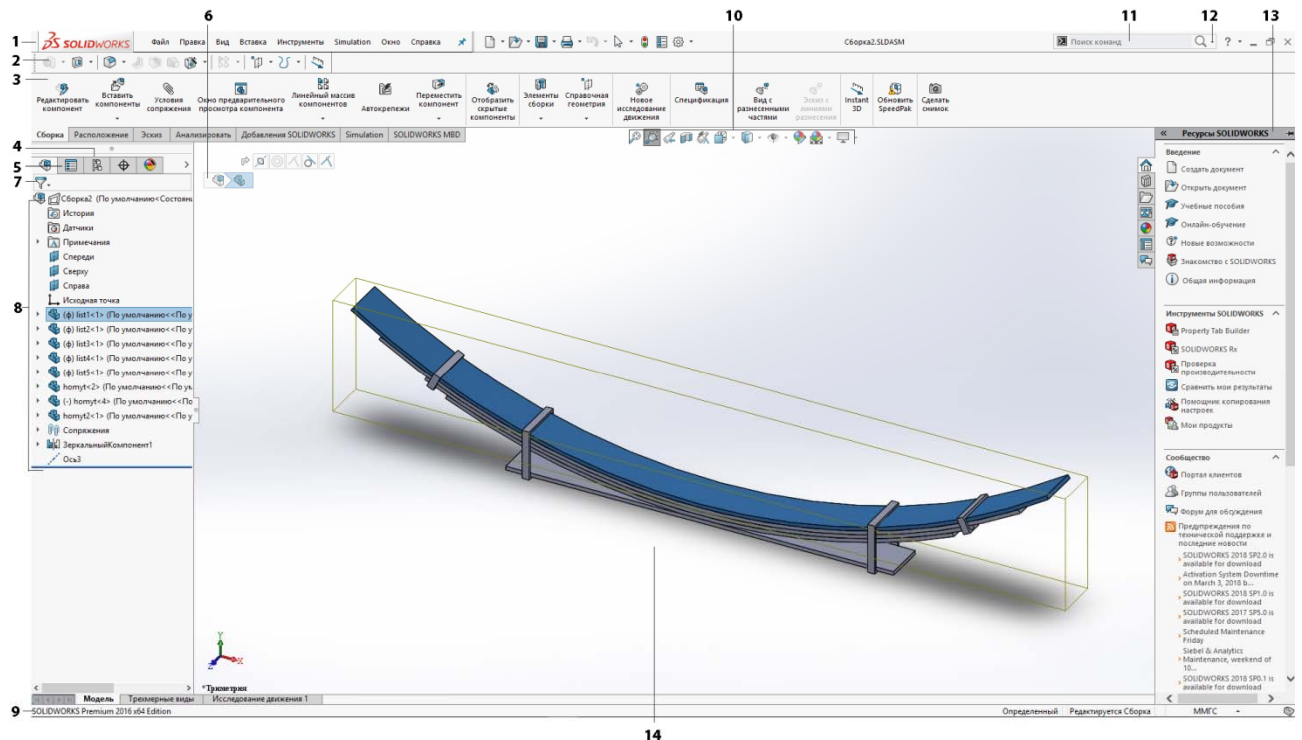 6 10 11 12 13
1 SOLIDWORKS Файл Правка Вид Вставка Инструменты Simulation Окно Справка Сборка2.SLDASM Поиск команд ?
2
3
Редактировать компонент
Вставить компоненты
Условия сопряжения
Окно предварительного просмотра компонента
Линейный массив компонентов
Автокрепежи
Переместить компонент
Отобразить скрытые компоненты
Элементы сборки
Справочная геометрия
Новое исследование движения
Спецификация
Вид с разнесенными частями
Эскиз с линиями разнесения
Instant 3D
Обновить SpeedPak
Сделать снимок
Сборка Расположение Эскиз Анализировать Добавления SOLIDWORKS Simulation SOLIDWORKS MBD
4
5
7
8
Сборка2 (По умолчанию<Состоян
История
Датчики
Примечания
Спереди
Сверху
Справа
Исходная точка
(ф) list1<1> (По умолчанию<<По у
(ф) list2<1> (По умолчанию<<По у
(ф) list3<1> (По умолчанию<<По у
(ф) list4<1> (По умолчанию<<По у
(ф) list5<1> (По умолчанию<<По у
homyt<2> (По умолчанию<<По ум
(-) homyt<4> (По умолчанию<<По
homyt2<1> (По умолчанию<<По у
Сопряжения
ЗеркальныйКомпонент1
Ось3
Y
X
Z
*Триметрия
Ресурсы SOLIDWORKS
Введение
Создать документ
Открыть документ
Учебные пособия
Онлайн-обучение
Новые возможности
Знакомство с SOLIDWORKS
Общая информация
Инструменты SOLIDWORKS
Property Tab Builder
SOLIDWORKS Rx
Проверка
производительности
Сравнить мои результаты
Помощник копирования
настроек
Мои продукты
Сообщество
Портал клиентов
Группы пользователей
Форум для обсуждения
Предупреждения по
технической поддержке и
последние новости
SOLIDWORKS 2018 SP2.0 is
available for download
Activation System Downtime
on March 3, 2018 b...
SOLIDWORKS 2018 SP1.0 is
available for download
SOLIDWORKS 2017 SP5.0 is
available for download
Scheduled Maintenance
Friday
Siebel & Analytics
Maintenance, weekend of
10...
SOLIDWORKS 2018 SP0.1 is
available for download
Модель Трехмерные виды Исследование движения 1
9 SOLIDWORKS Premium 2016 x64 Edition Определенный Редактируется Сборка ММГС
14